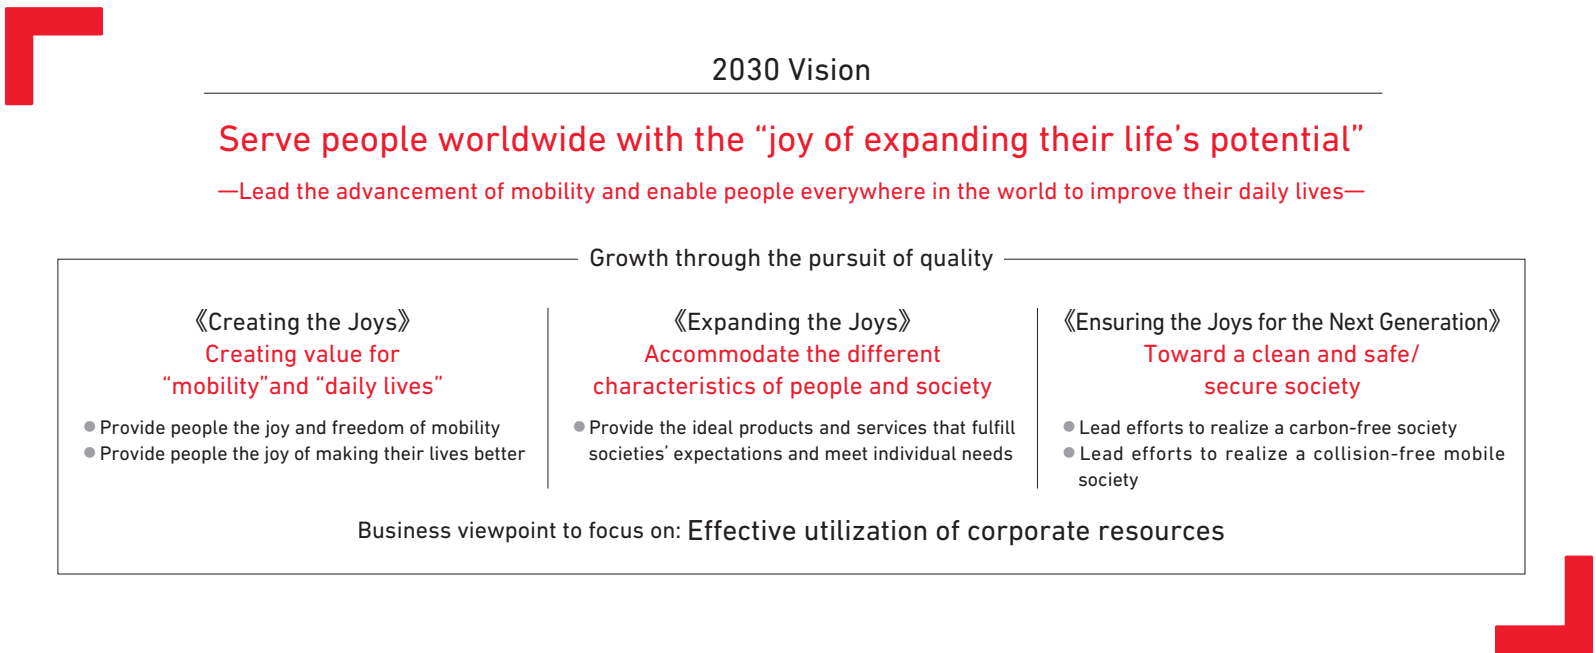 2030 Vision
Serve people worldwide with the “joy of expanding their life’s potential”
—Lead the advancement of mobility and enable people everywhere in the world to improve their daily lives—
Growth through the pursuit of quality
《Creating the Joys》
Creating value for
“mobility”and “daily lives”
● Provide people the joy and freedom of mobility
● Provide people the joy of making their lives better
《Expanding the Joys》
Accommodate the different
characteristics of people and society
● Provide the ideal products and services that fulfill
societies’ expectations and meet individual needs
《Ensuring the Joys for the Next Generation》
Toward a clean and safe/
secure society
● Lead efforts to realize a carbon-free society
● Lead efforts to realize a collision-free mobile
society
Business viewpoint to focus on: Effective utilization of corporate resources